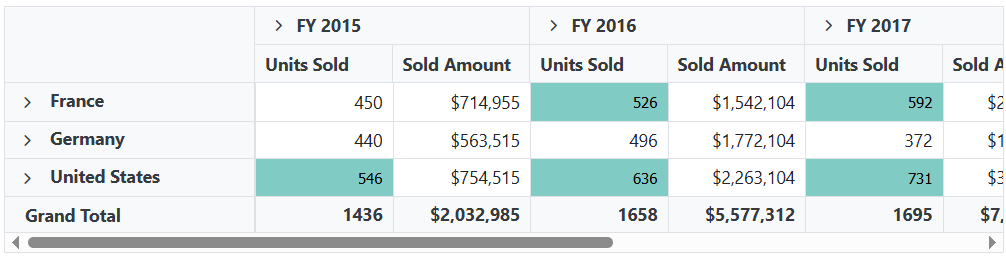 FY 2015 FY 2016 FY 2017
Units Sold Sold Amount Units Sold Sold Amount Units Sold Sold A
France 450 $714,955 526 $1,542,104 592 $2
Germany 440 $563,515 496 $1,772,104 372 $1
United States 546 $754,515 636 $2,263,104 731 $3
Grand Total 1436 $2,032,985 1658 $5,577,312 1695 $7,